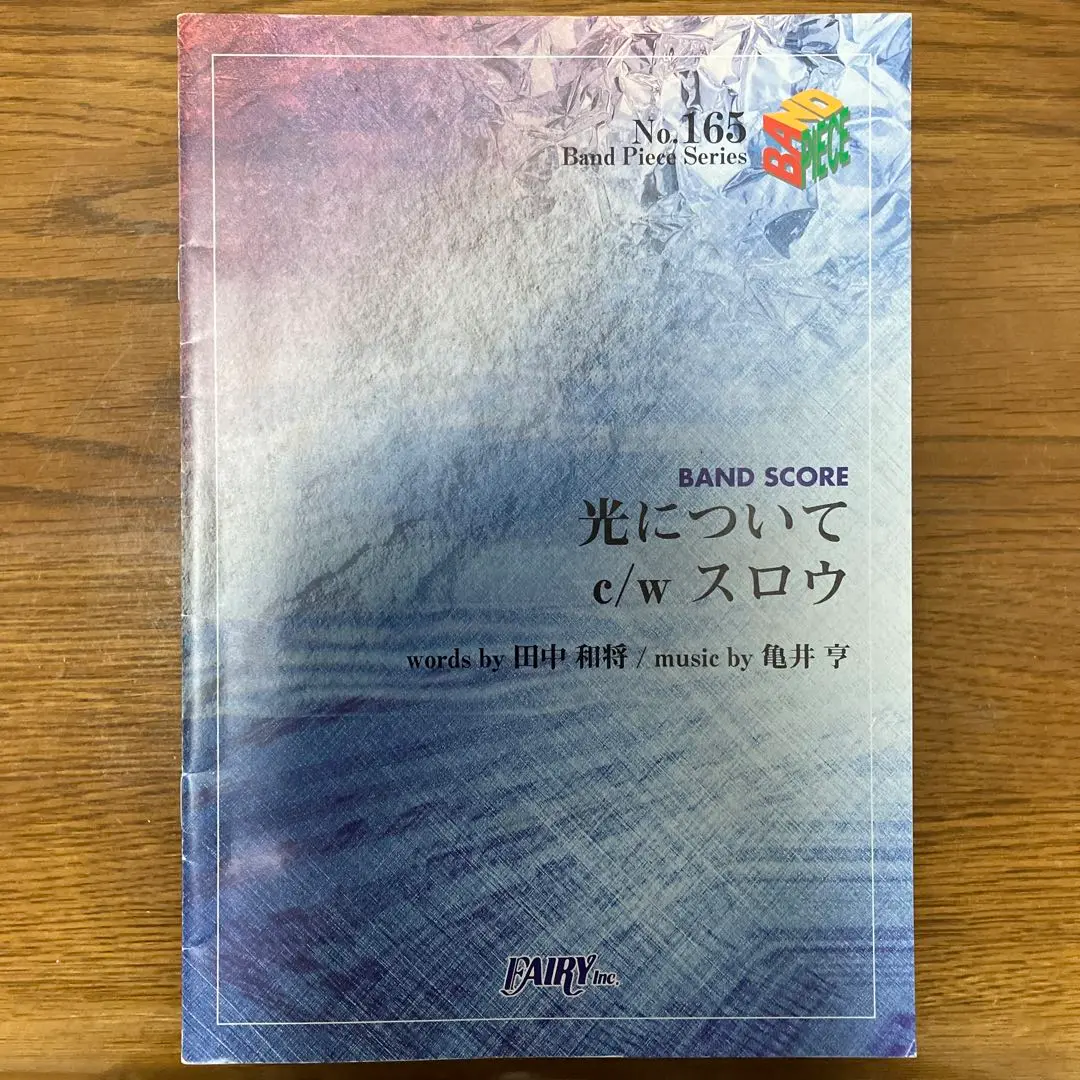 No.165
Band Piece Series
BAND PIECE
BAND SCORE
光について
c/w スロウ
words by 田中 和将 / music by 亀井 亨
FAIRY Inc.